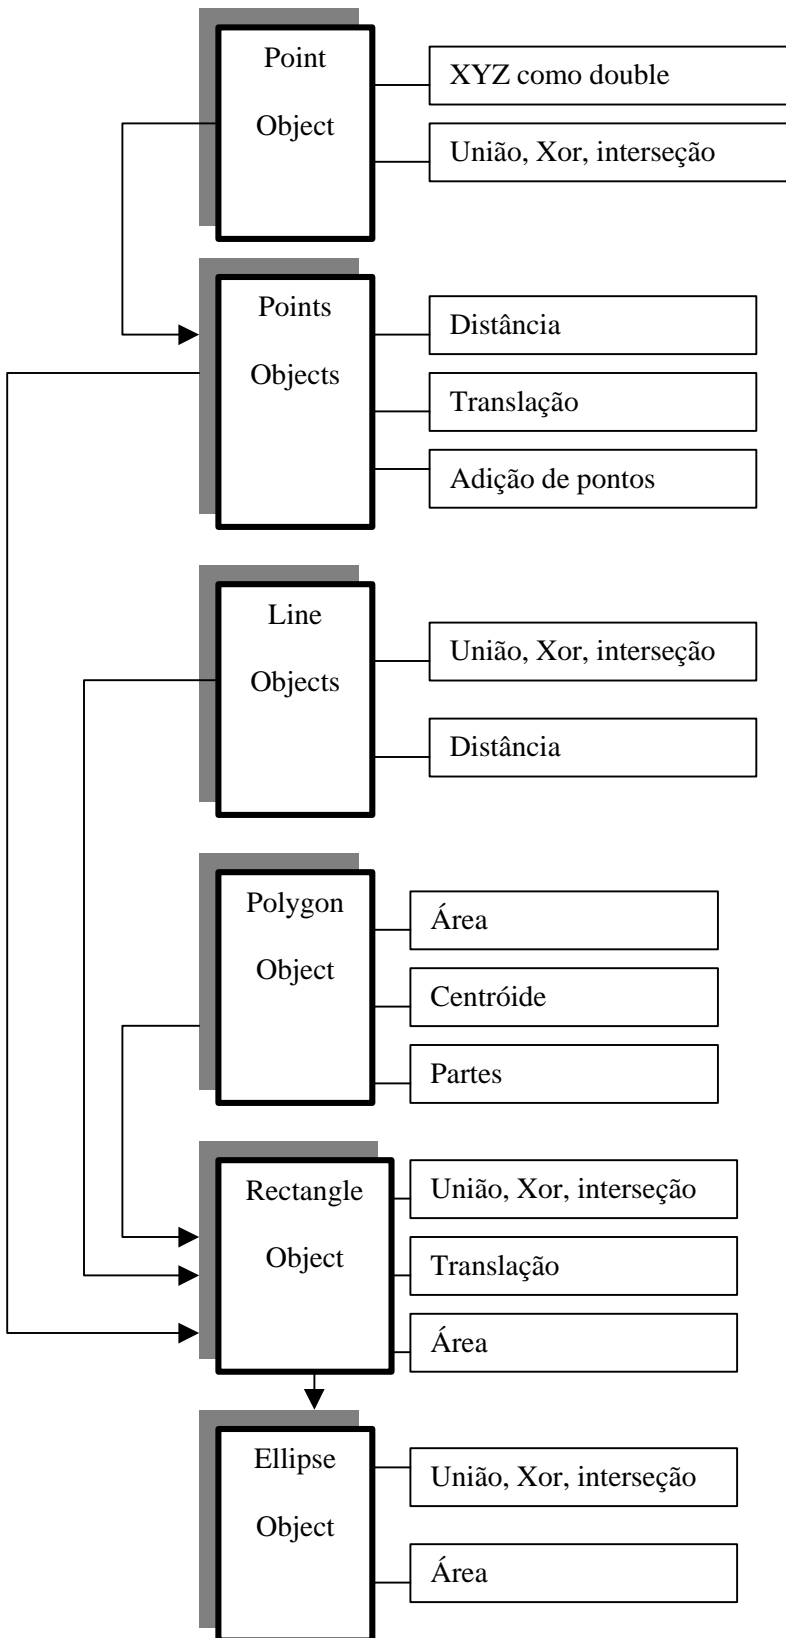 Point
Object
XYZ como double
União, Xor, interseção
Points
Objects
Distância
Translação
Adição de pontos
Line
Objects
União, Xor, interseção
Distância
Polygon
Object
Área
Centróide
Partes
Rectangle
Object
União, Xor, interseção
Translação
Área
Ellipse
Object
União, Xor, interseção
Área